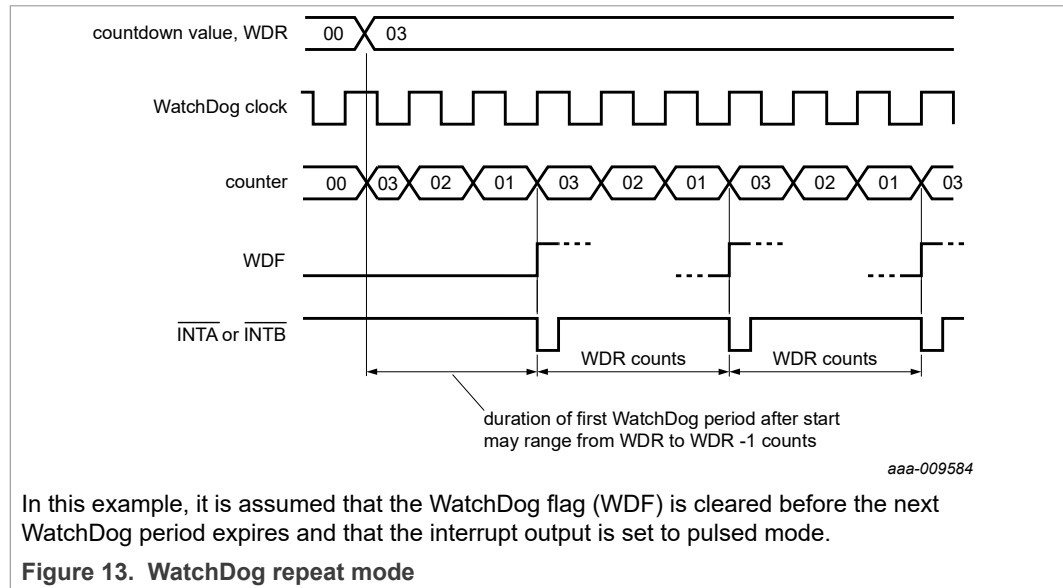 countdown value, WDR 00 03
WatchDog clock
counter 00 03 02 01 03 02 01 03 02 01 03
WDF
INTA or INTB
WDR counts WDR counts
duration of first WatchDog period after start
may range from WDR to WDR -1 counts
aaa-009584
In this example, it is assumed that the WatchDog flag (WDF) is cleared before the next
WatchDog period expires and that the interrupt output is set to pulsed mode.
Figure 13. WatchDog repeat mode